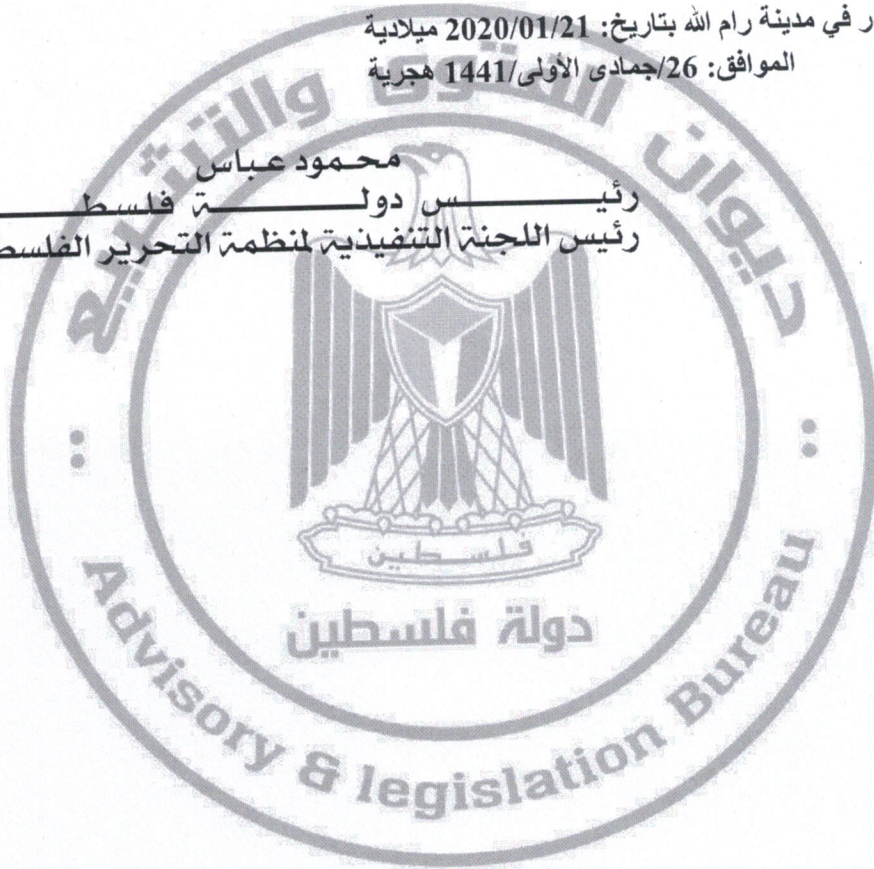 ر في مدينة رام الله بتاريخ: 2020/01/21 ميلادية
الموافق: 26/جمادى الأولى/1441 هجرية
محمود عباس
رئيس دولة فلسط
رئيس اللجنة التنفيذية لمنظمة التحرير الفلسط
ديوان الفتوى والتشريع
فلسطين
دولة فلسطين
Advisory & legislation Bureau